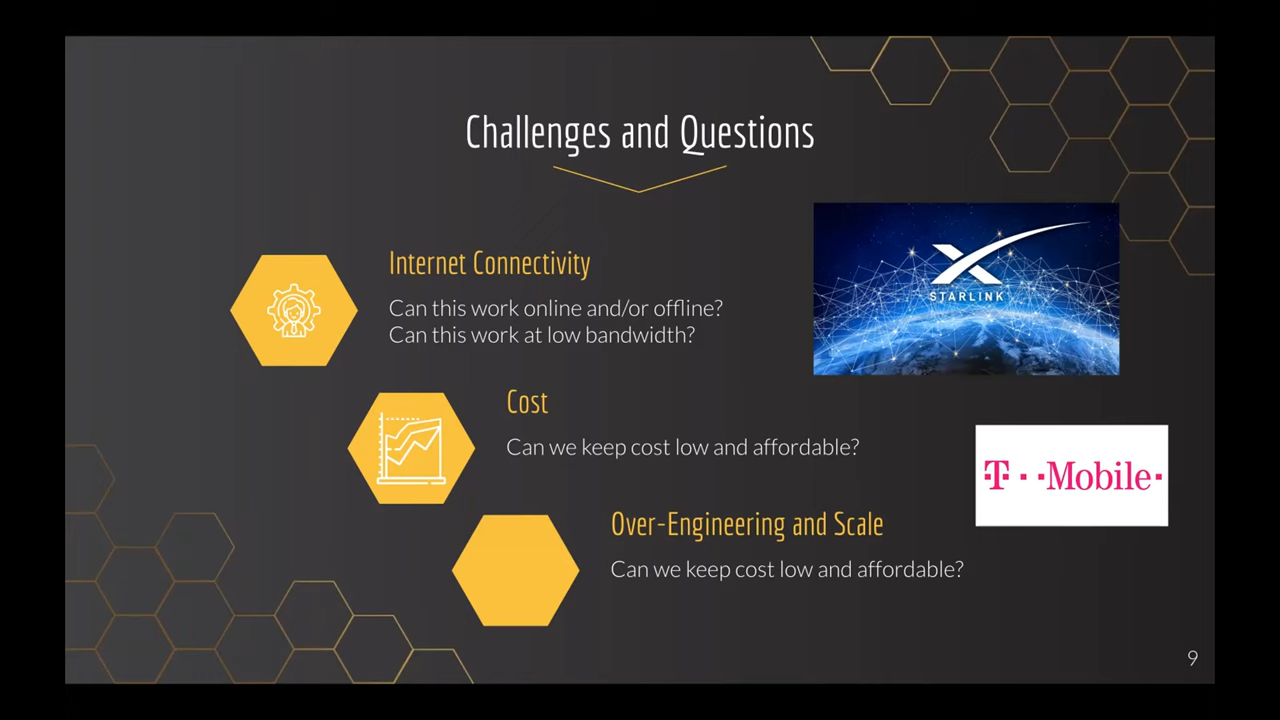 Challenges and Questions
Internet Connectivity
Can this work online and/or offline?
Can this work at low bandwidth?
STARLINK
Cost
Can we keep cost low and affordable?
T··Mobile·
Over-Engineering and Scale
Can we keep cost low and affordable?
9